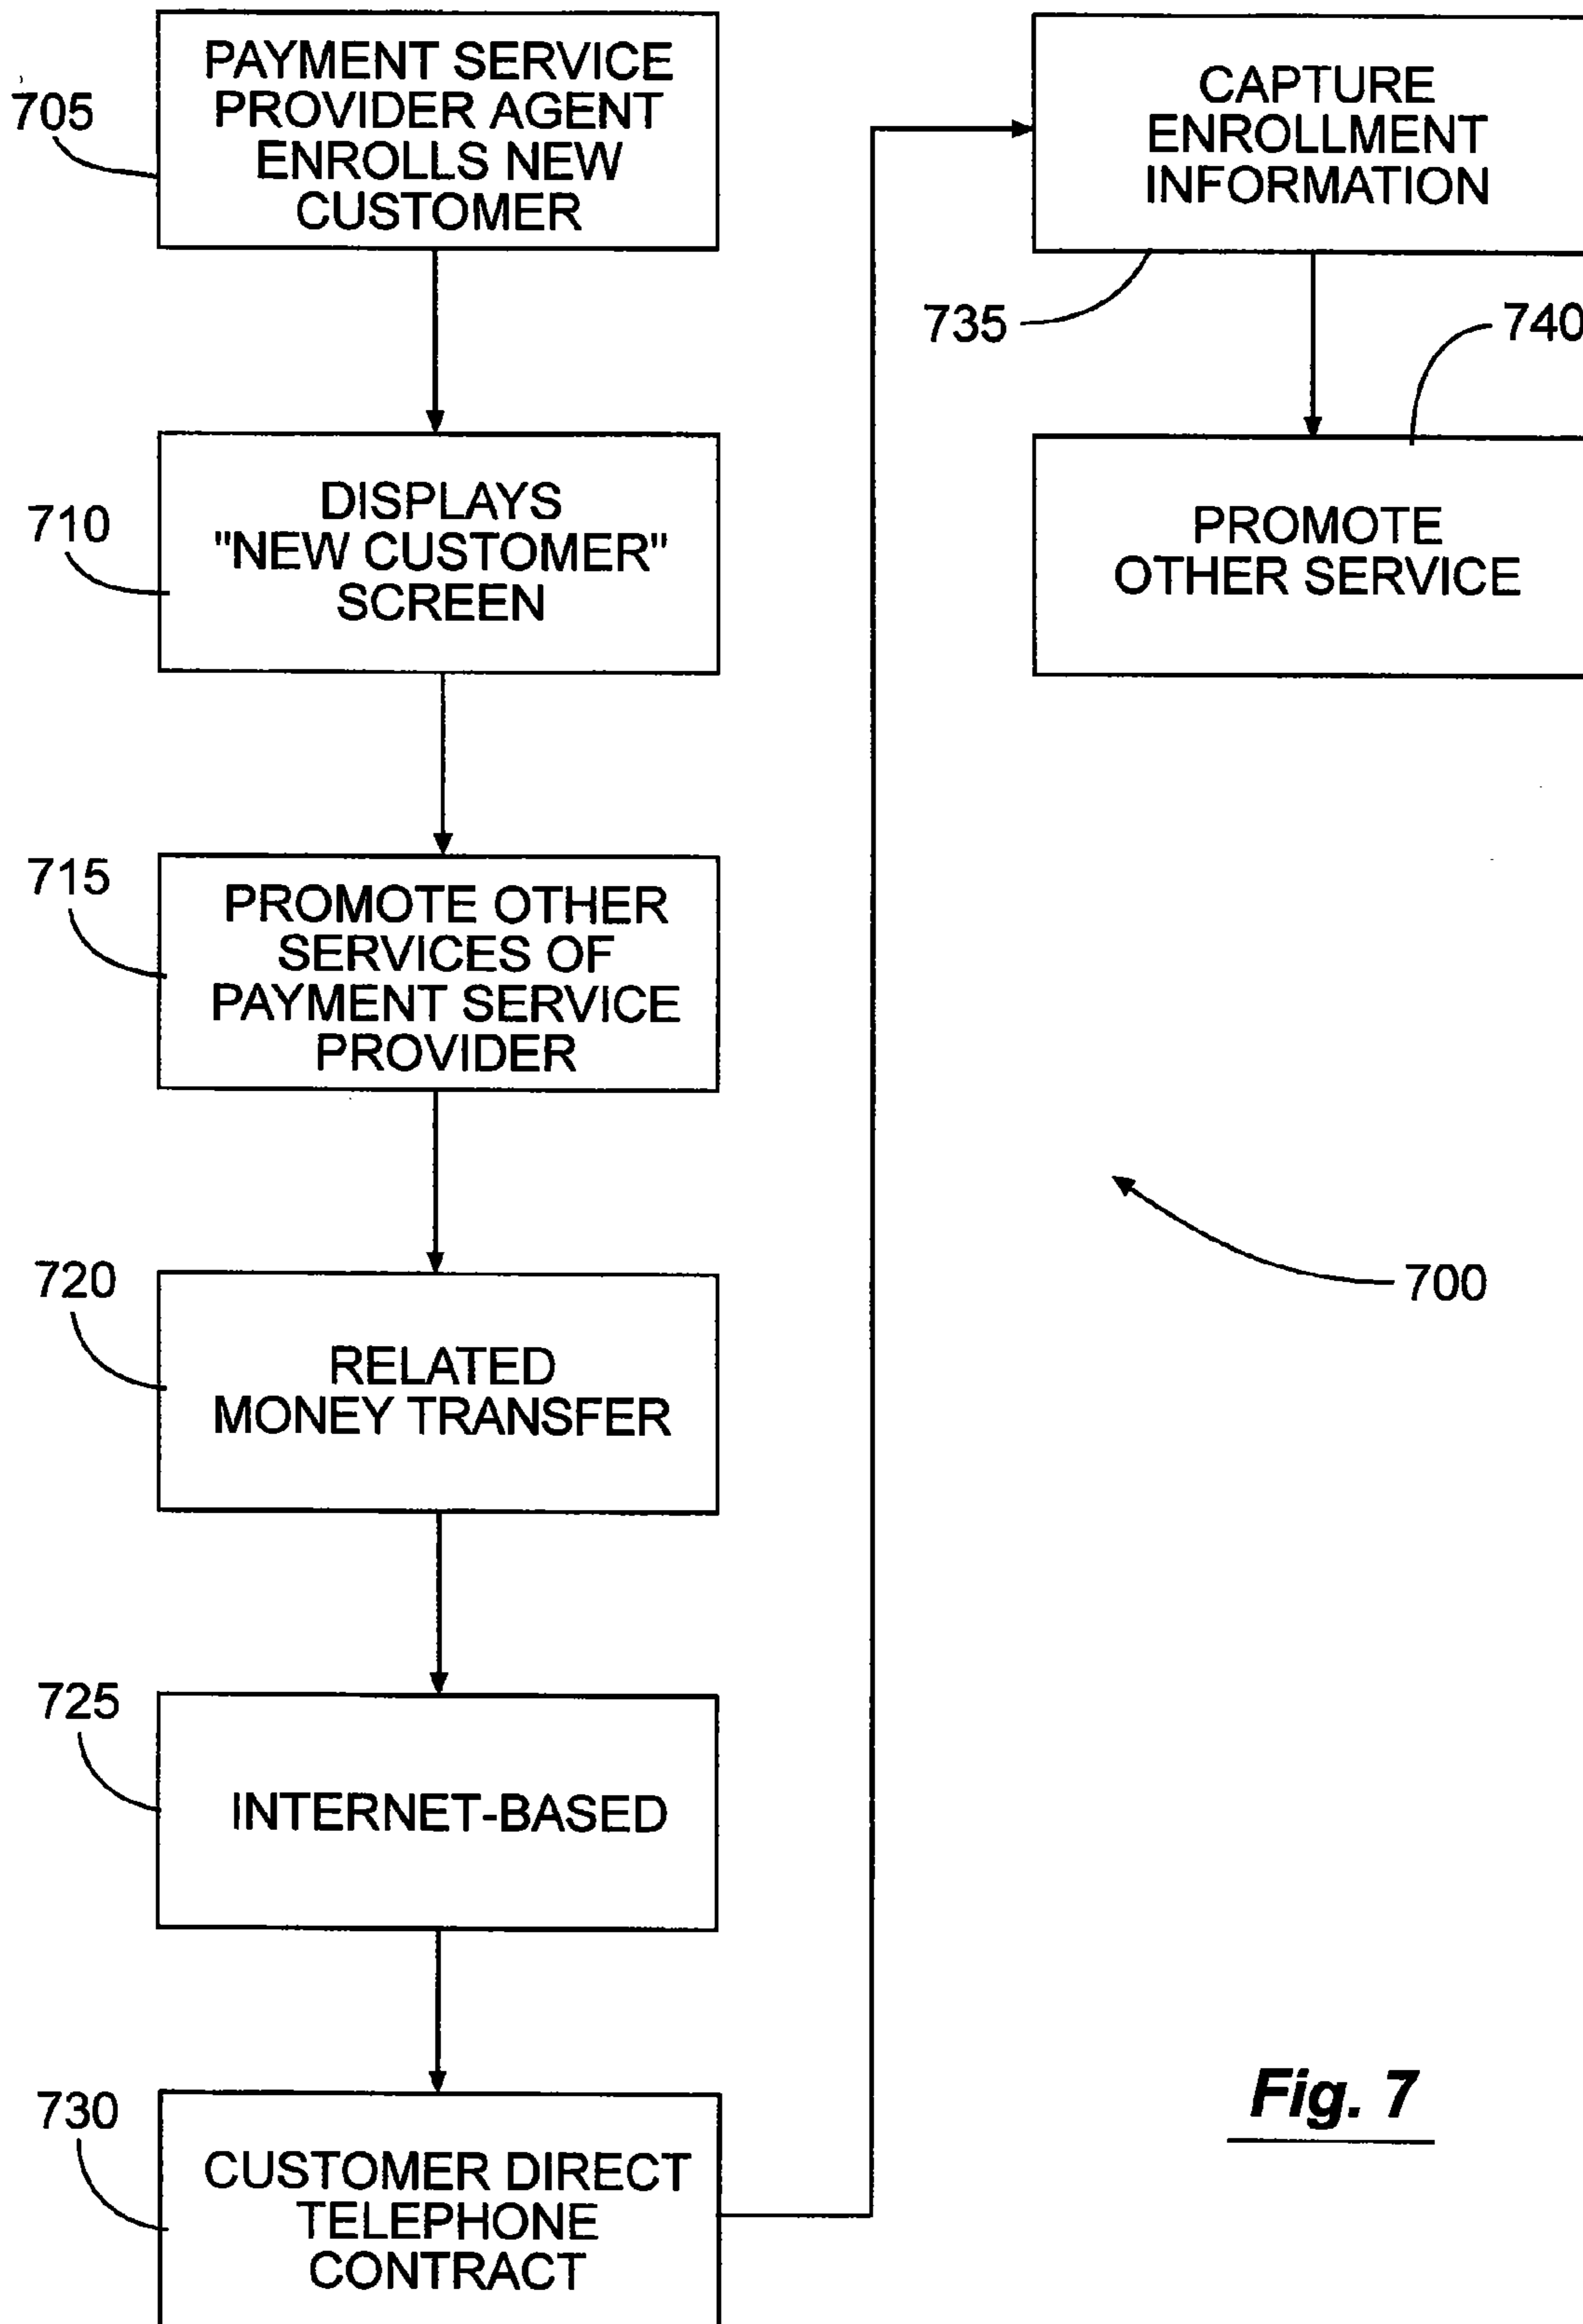 705
PAYMENT SERVICE
PROVIDER AGENT
ENROLLS NEW
CUSTOMER
710
DISPLAYS
"NEW CUSTOMER"
SCREEN
715
PROMOTE OTHER
SERVICES OF
PAYMENT SERVICE
PROVIDER
720
RELATED
MONEY TRANSFER
725
INTERNET-BASED
730
CUSTOMER DIRECT
TELEPHONE
CONTRACT
CAPTURE
ENROLLMENT
INFORMATION
735
740
PROMOTE
OTHER SERVICE
700
Fig. 7